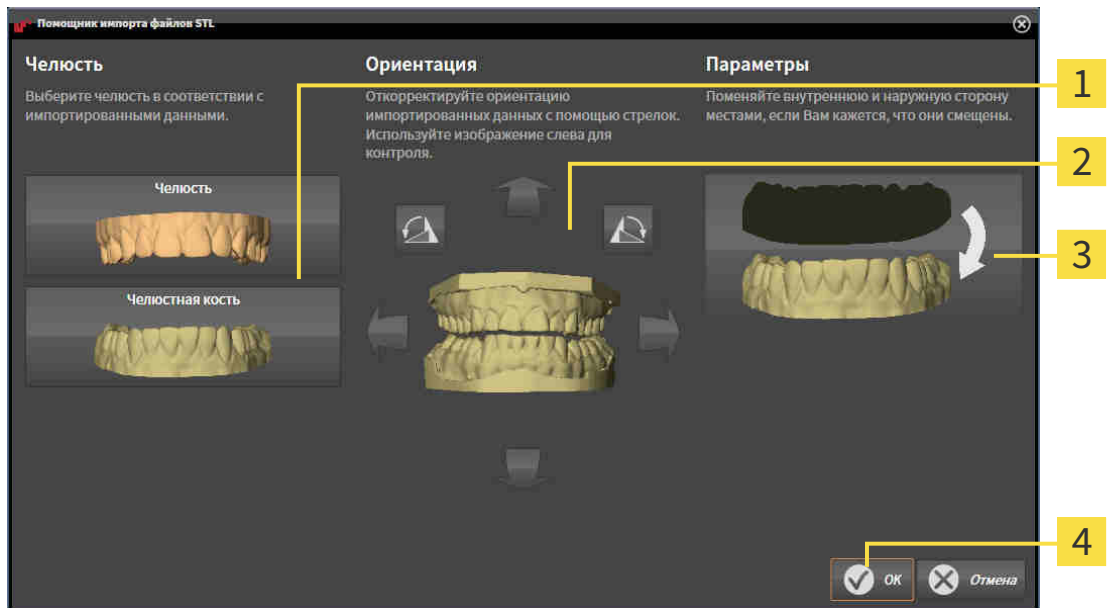 Помощник импорта файлов STL
Челюсть
Выберите челюсть в соответствии с
импортированными данными.
Челюсть
Челюстная кость
Ориентация
Откорректируйте ориентацию
импортированных данных с помощью стрелок.
Используйте изображение слева для
контроля.
Параметры
Поменяйте внутреннюю и наружную сторону
местами, если Вам кажется, что они смещены.
OK
Отмена
1
2
3
4